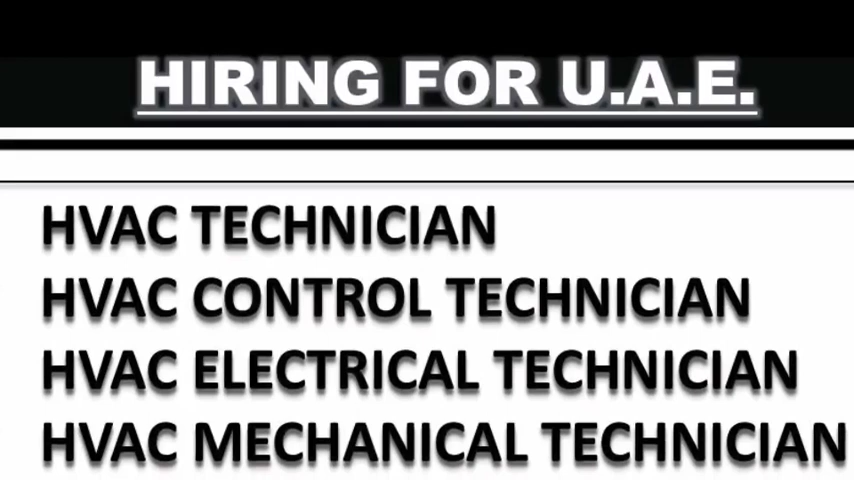 HIRING FOR U.A.E.
HVAC TECHNICIAN
HVAC CONTROL TECHNICIAN
HVAC ELECTRICAL TECHNICIAN
HVAC MECHANICAL TECHNICIAN